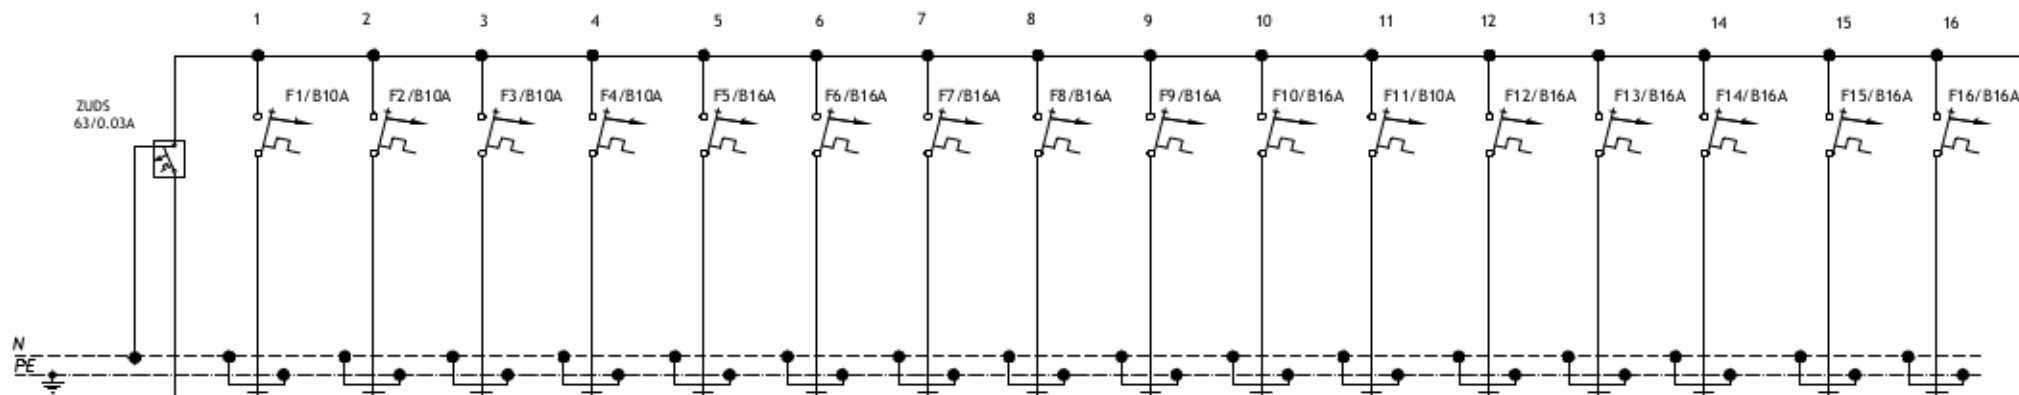 1 2 3 4 5 6 7 8 9 10 11 12 13 14 15 16
F1/B10A F2/B10A F3/B10A F4/B10A F5/B16A F6/B16A F7/B16A F8/B16A F9/B16A F10/B16A F11/B10A F12/B16A F13/B16A F14/B16A F15/B16A F16/B16A
ZUDS
63/0.03A
N
PE